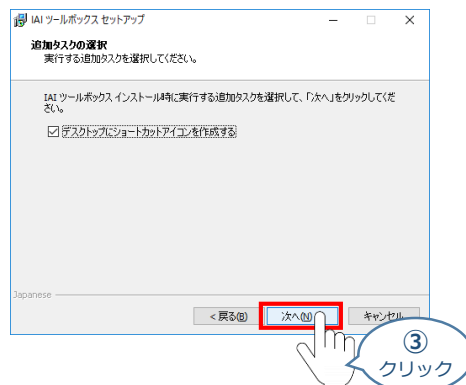 IAI ツールボックス セットアップ
追加タスクの選択
実行する追加タスクを選択してください。
IAI ツールボックス インストール時に実行する追加タスクを選択して、「次へ」をクリックしてくだ
さい。
デスクトップにショートカットアイコンを作成する
Japanese
< 戻る(B)
次へ(N)
キャンセル
③
クリック